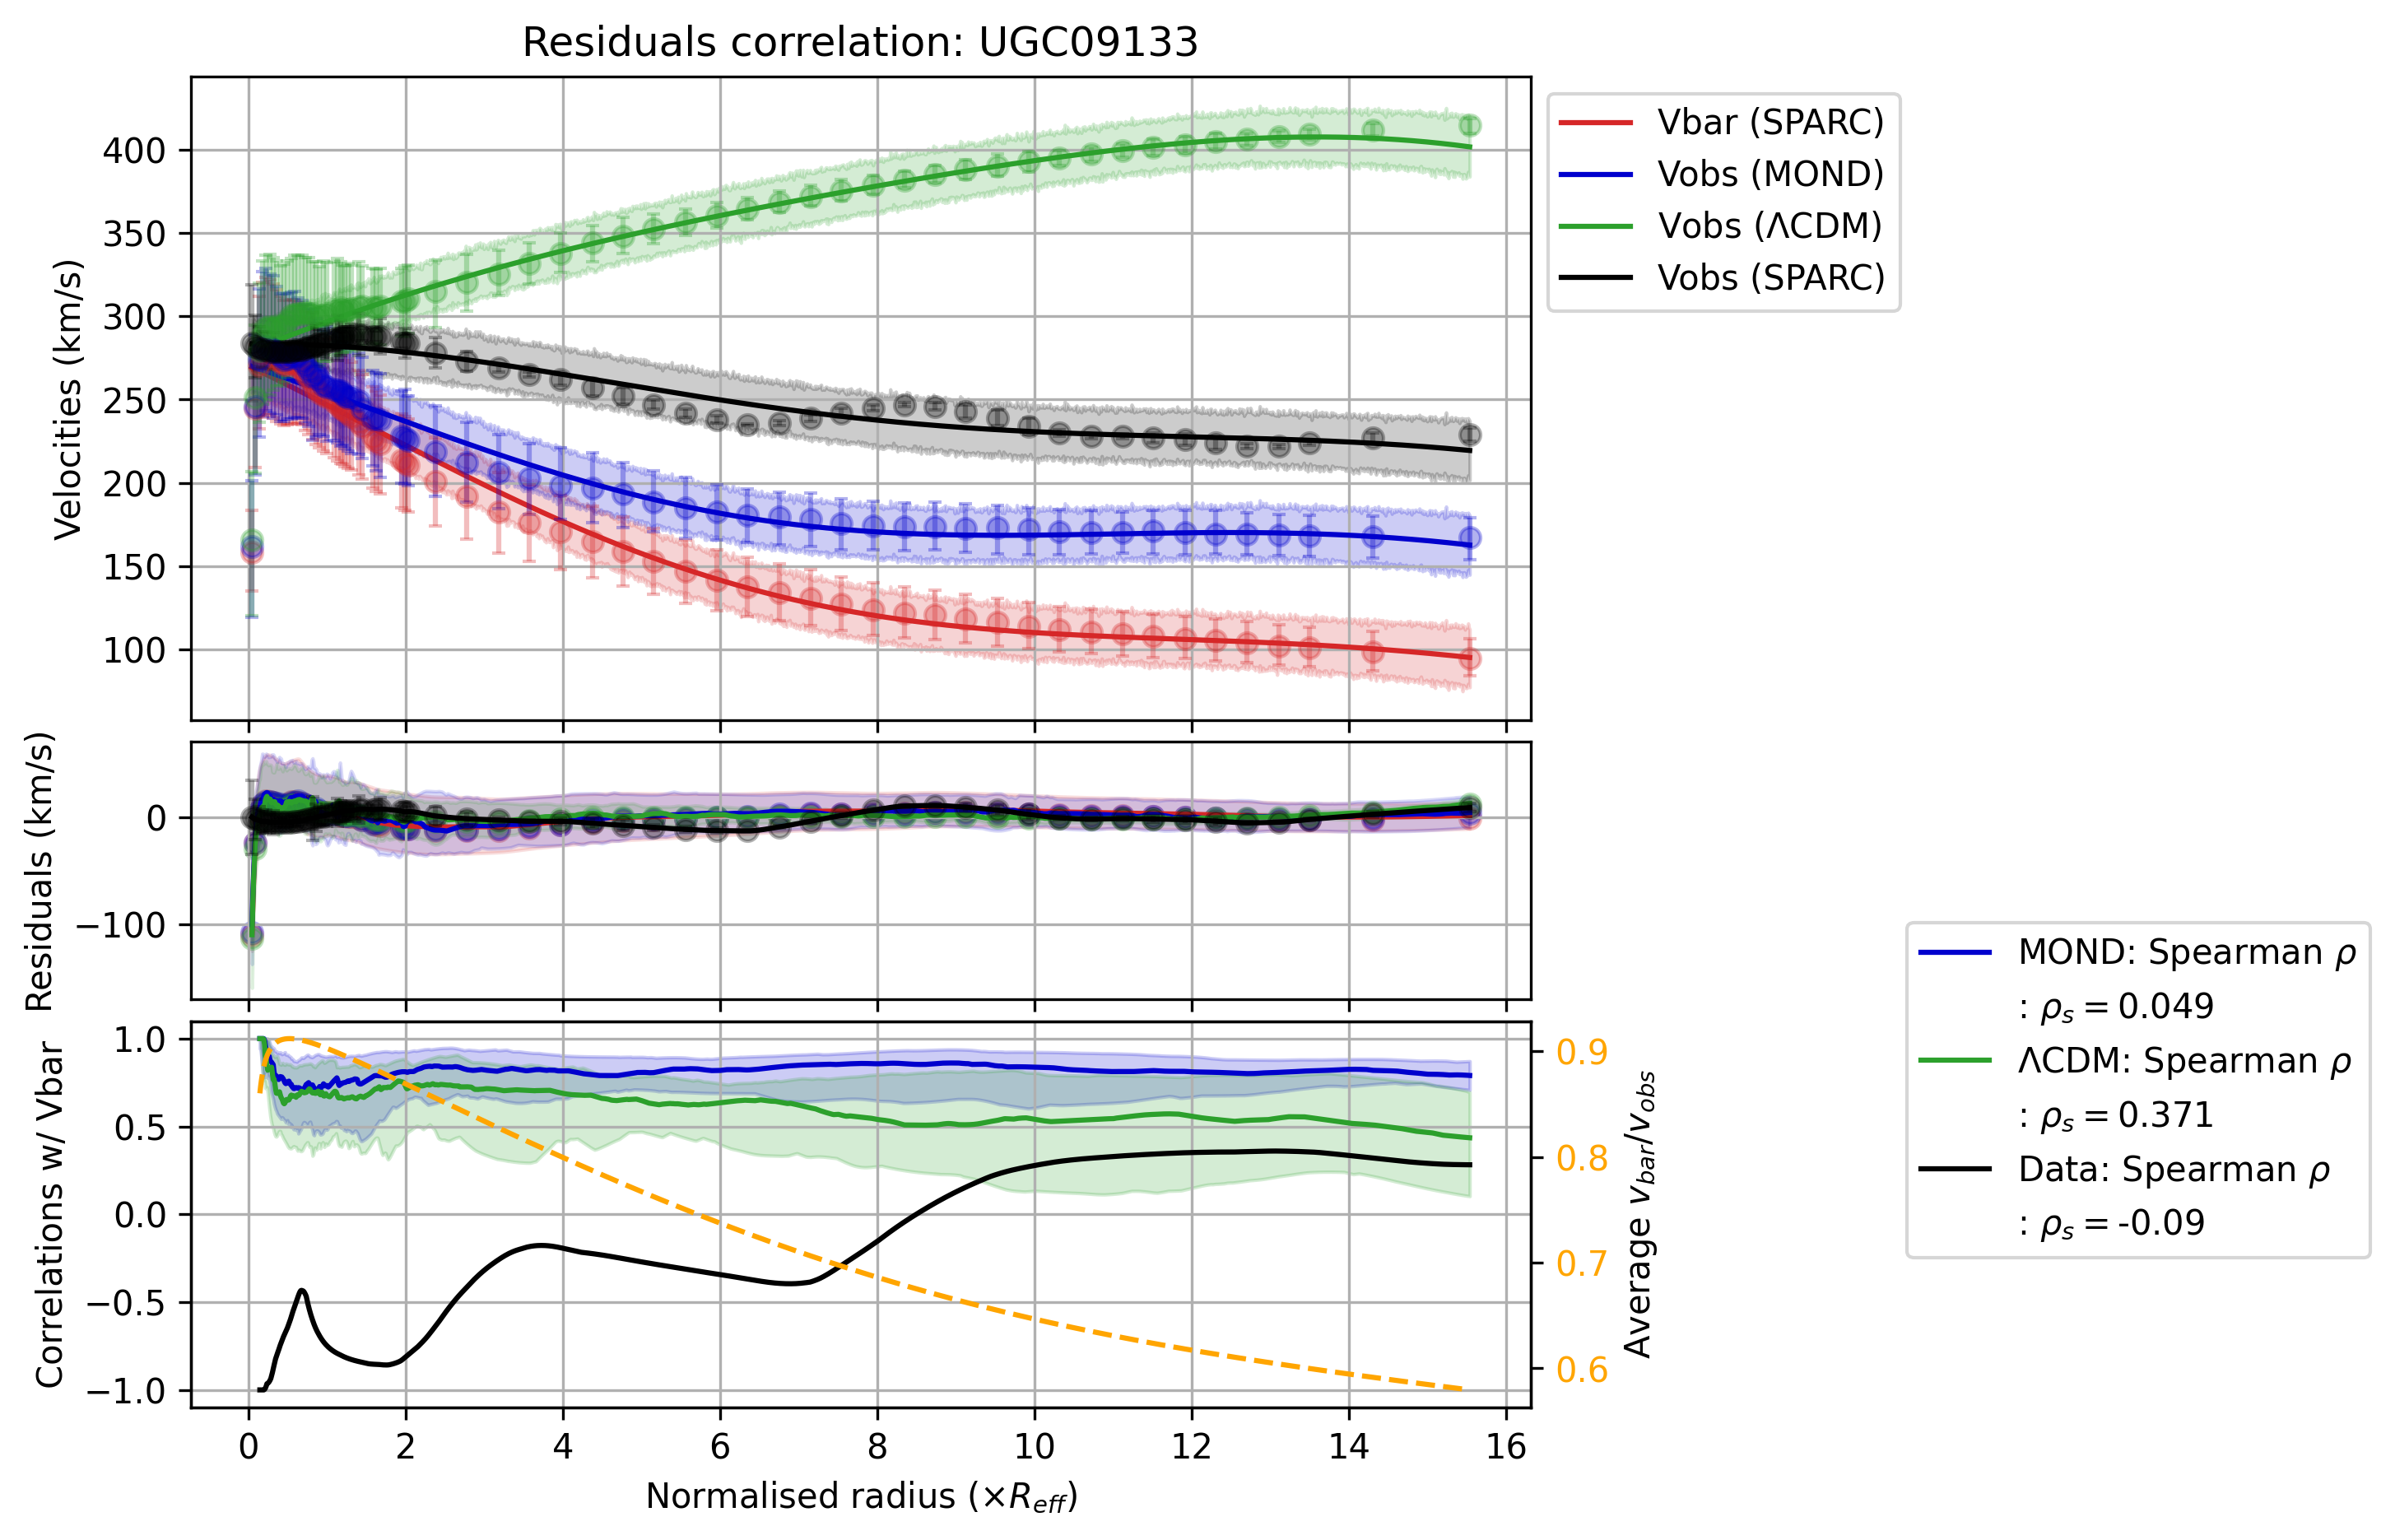 Residuals correlation: UGC09133
Velocities (km/s)
400
350
300
250
200
150
100
Vbar (SPARC)
Vobs (MOND)
Vobs (ΛCDM)
Vobs (SPARC)
Residuals (km/s)
0
−100
Correlations w/ Vbar
1.0
0.5
0.0
−0.5
−1.0
0.9
0.8
0.7
0.6
Average v_bar/v_obs
MOND: Spearman ρ
: ρ_s = 0.049
ΛCDM: Spearman ρ
: ρ_s = 0.371
Data: Spearman ρ
: ρ_s = -0.09
0 2 4 6 8 10 12 14 16
Normalised radius (×R_eff)